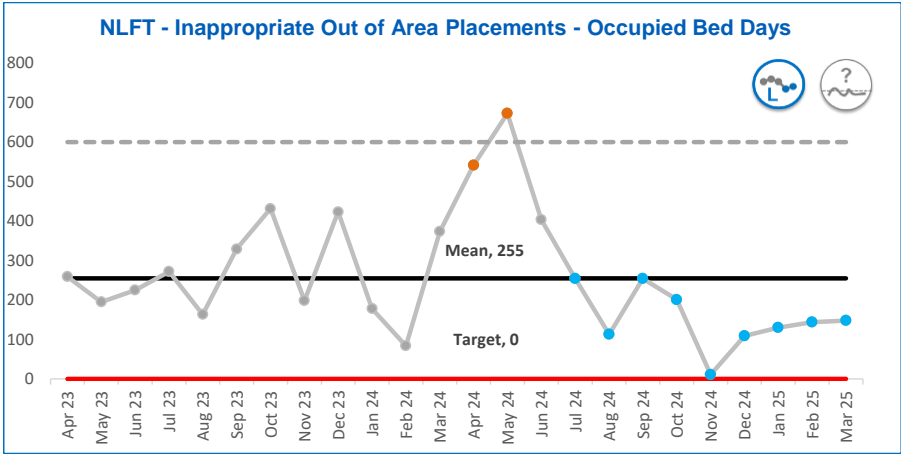 NLFT - Inappropriate Out of Area Placements - Occupied Bed Days
800
700
600
500
400
300
200
100
0
L
?
Mean, 255
Target, 0
Apr 23
May 23
Jun 23
Jul 23
Aug 23
Sep 23
Oct 23
Nov 23
Dec 23
Jan 24
Feb 24
Mar 24
Apr 24
May 24
Jun 24
Jul 24
Aug 24
Sep 24
Oct 24
Nov 24
Dec 24
Jan 25
Feb 25
Mar 25